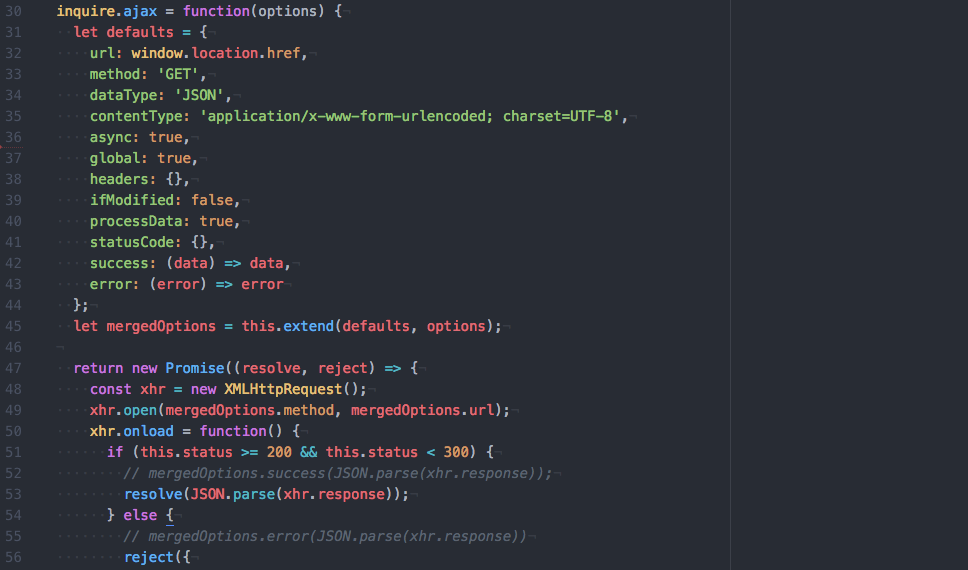 30 inquire.ajax = function(options) {
31 let defaults = {
32 url: window.location.href,
33 method: 'GET',
34 dataType: 'JSON',
35 contentType: 'application/x-www-form-urlencoded; charset=UTF-8',
36 async: true,
37 global: true,
38 headers: {},
39 ifModified: false,
40 processData: true,
41 statusCode: {},
42 success: (data) => data,
43 error: (error) => error
44 };
45 let mergedOptions = this.extend(defaults, options);
46
47 return new Promise((resolve, reject) => {
48 const xhr = new XMLHttpRequest();
49 xhr.open(mergedOptions.method, mergedOptions.url);
50 xhr.onload = function() {
51 if (this.status >= 200 && this.status < 300) {
52 // mergedOptions.success(JSON.parse(xhr.response));
53 resolve(JSON.parse(xhr.response));
54 } else {
55 // mergedOptions.error(JSON.parse(xhr.response))
56 reject({